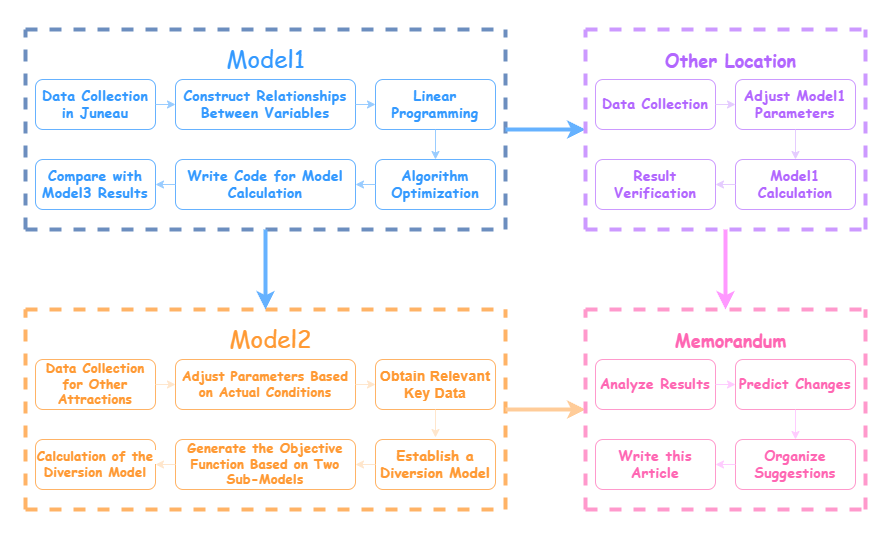 Model1
Data Collection
in Juneau
Construct Relationships
Between Variables
Linear
Programming
Compare with
Model3 Results
Write Code for Model
Calculation
Algorithm
Optimization
Other Location
Data Collection
Adjust Model1
Parameters
Result
Verification
Model1
Calculation
Model2
Data Collection
for Other
Attractions
Adjust Parameters Based
on Actual Conditions
Obtain Relevant
Key Data
Calculation of the
Diversion Model
Generate the Objective
Function Based on Two
Sub-Models
Establish a
Diversion Model
Memorandum
Analyze Results
Predict Changes
Write this
Article
Organize
Suggestions